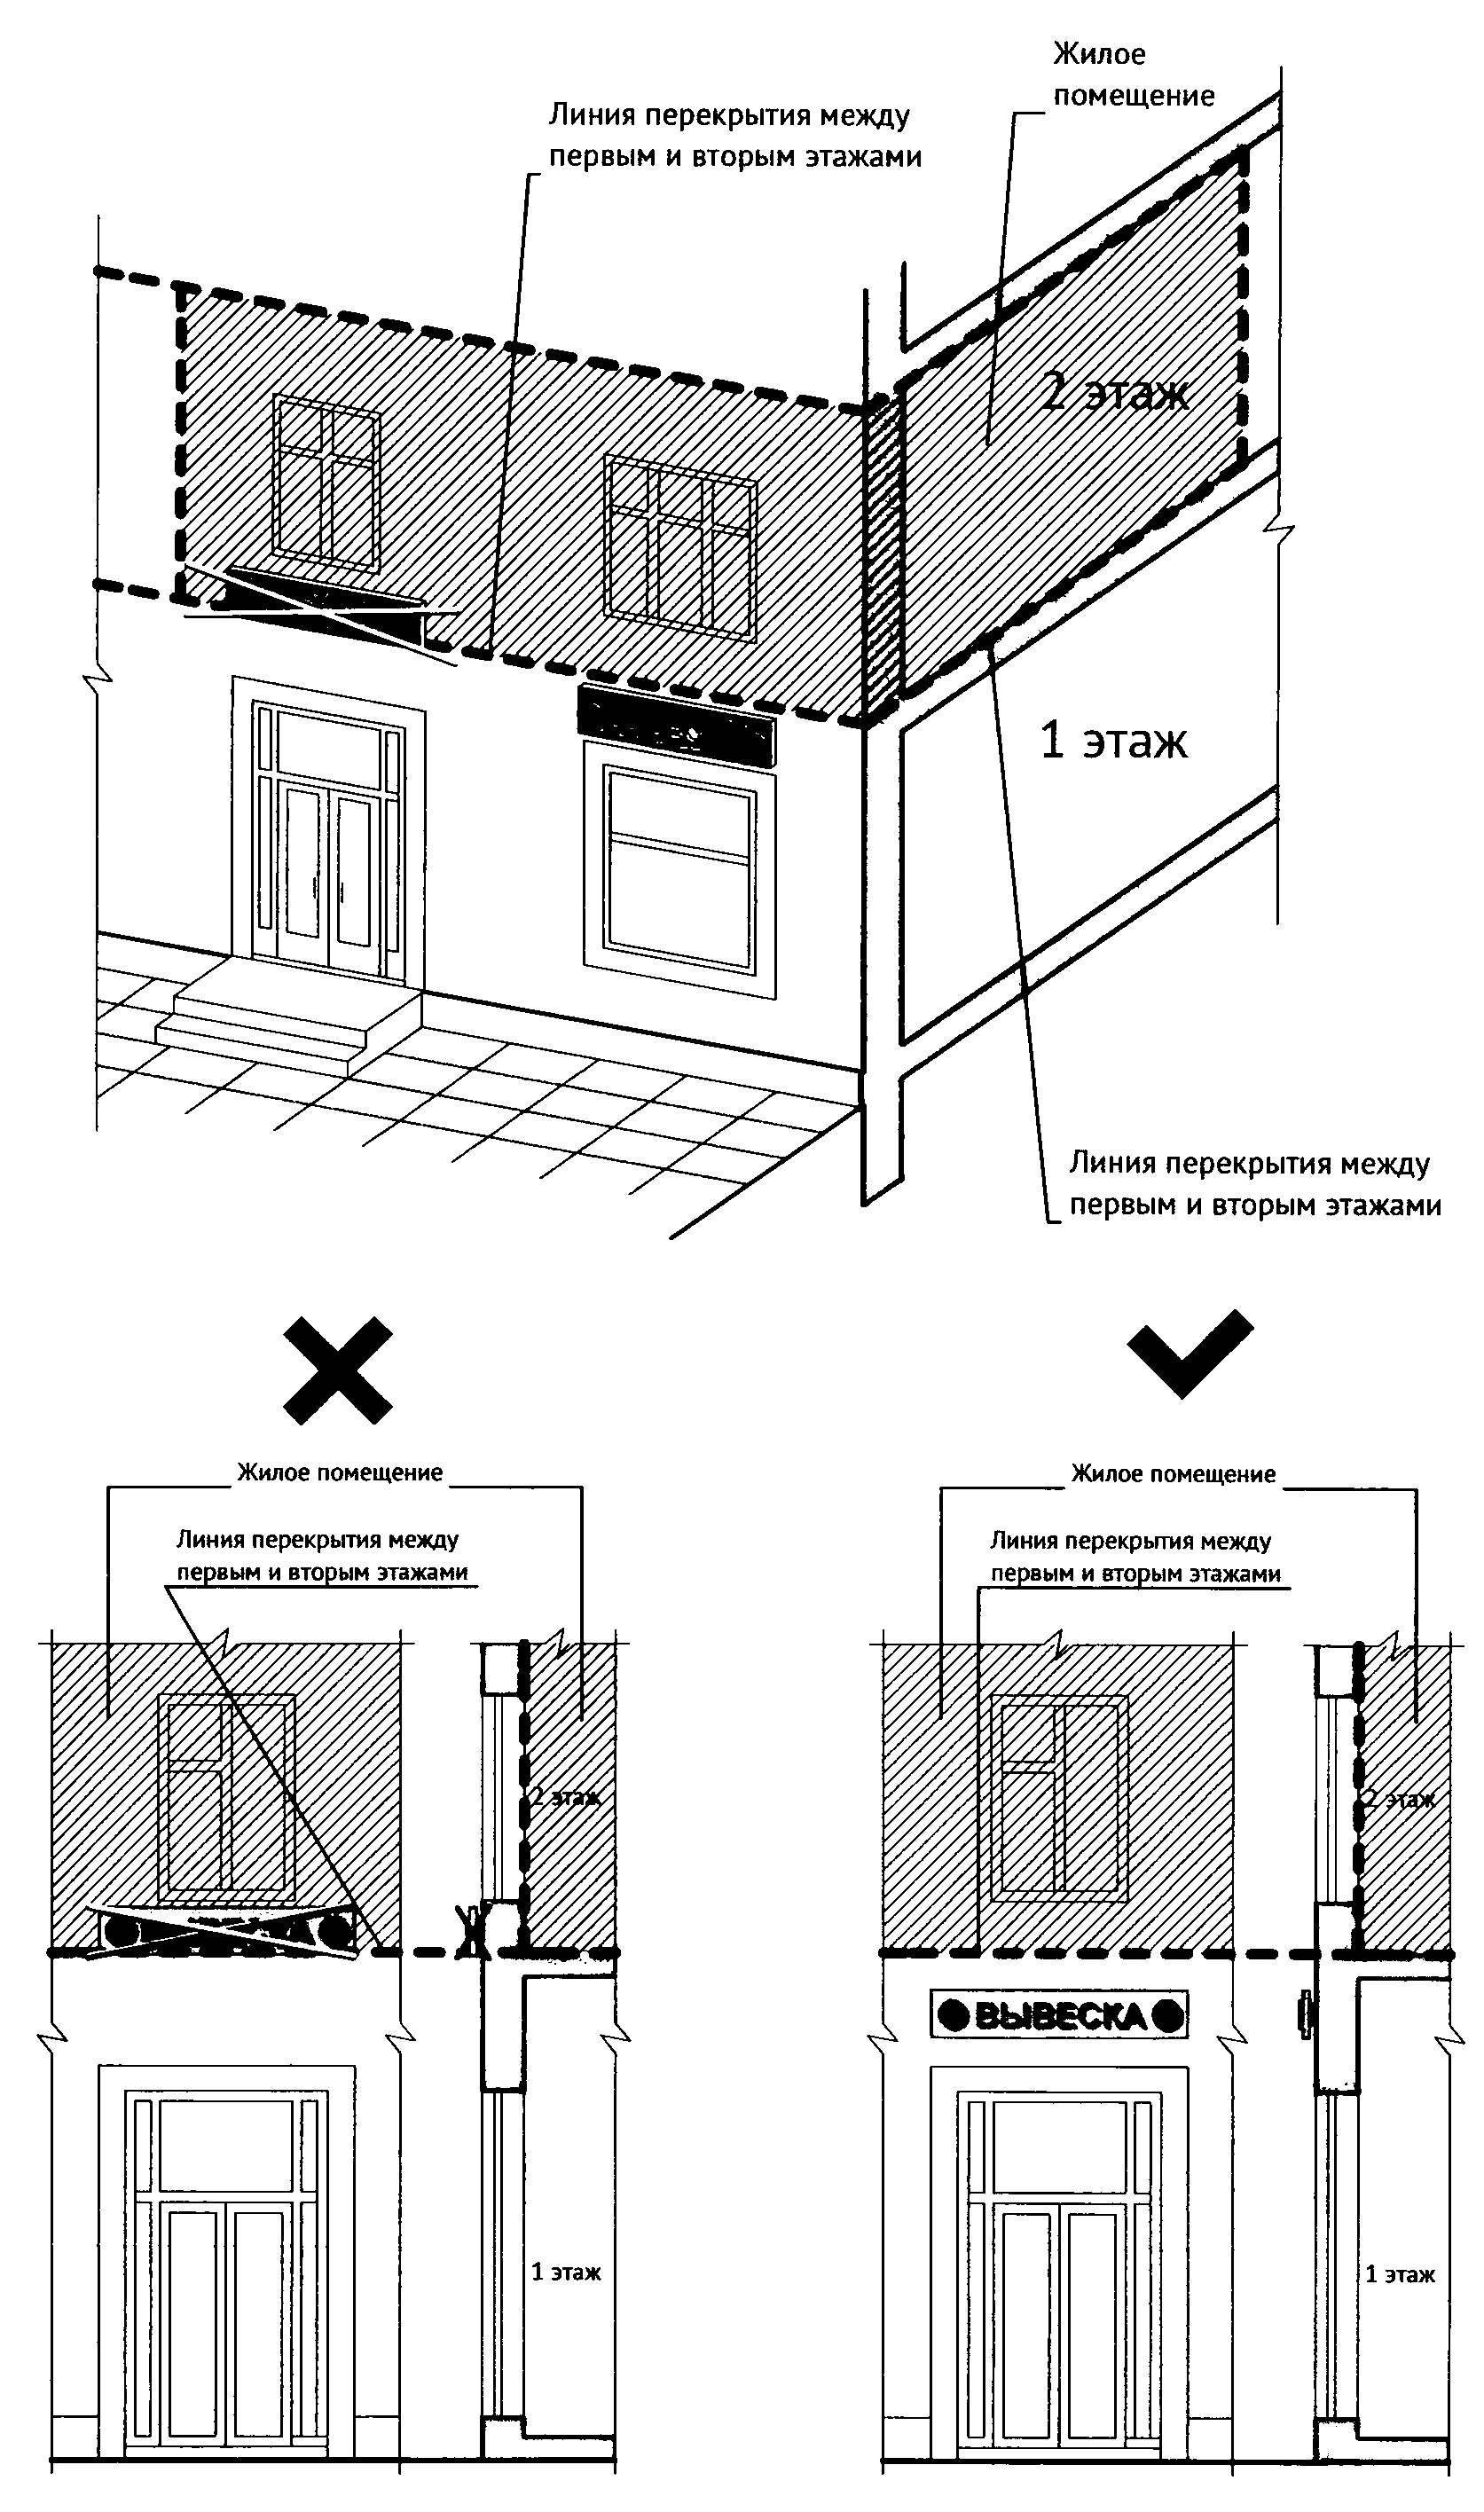 Жилое
помещение
Линия перекрытия между
первым и вторым этажами
2 этаж
1 этаж
Линия перекрытия между
первым и вторым этажами
Жилое помещение
Линия перекрытия между
первым и вторым этажами
2 этаж
1 этаж
Жилое помещение
Линия перекрытия между
первым и вторым этажами
2 этаж
ВЫВЕСКА
1 этаж